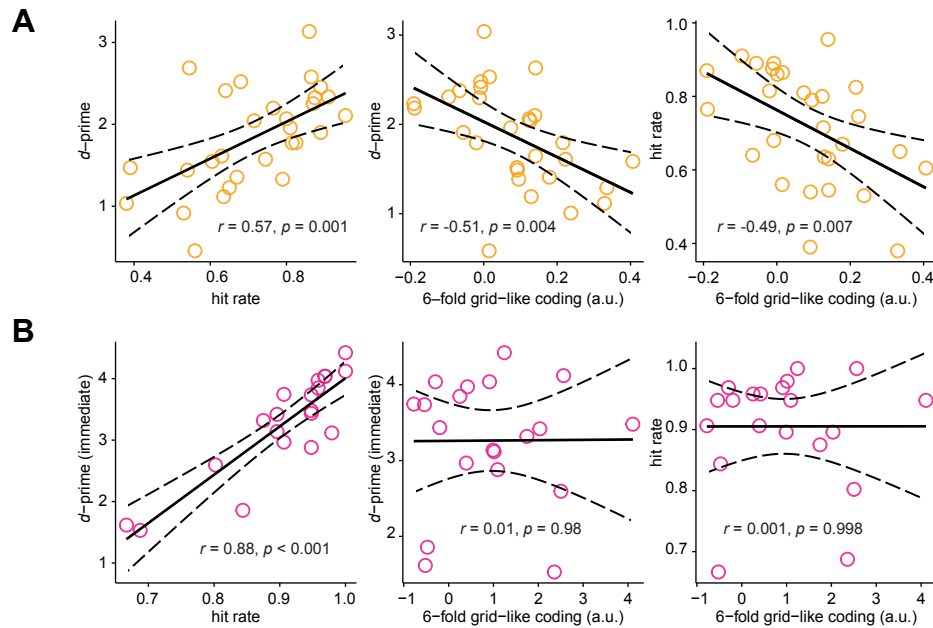 A
d–prime
3
2
1
0.4
0.6
0.8
hit rate
r = 0.57, p = 0.001
d–prime
3
2
1
−0.2
0.0
0.2
0.4
6–fold grid–like coding (a.u.)
r = -0.51, p = 0.004
hit rate
1.0
0.8
0.6
0.4
−0.2
0.0
0.2
0.4
6–fold grid–like coding (a.u.)
r = -0.49, p = 0.007
B
d–prime (immediate)
4
3
2
1
0.7
0.8
0.9
1.0
hit rate
r = 0.88, p < 0.001
d–prime (immediate)
4
3
2
−1
0
1
2
3
4
6–fold grid–like coding (a.u.)
r = 0.01, p = 0.98
hit rate
1.0
0.9
0.8
0.7
−1
0
1
2
3
4
6–fold grid–like coding (a.u.)
r = 0.001, p = 0.998